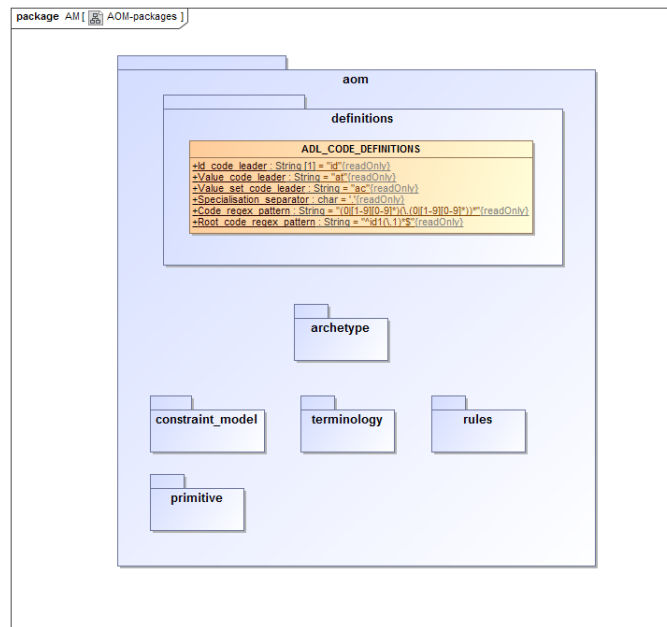 package AM [ AOM-packages ]
aom
definitions
ADL_CODE_DEFINITIONS
+Id_code_leader : String [1] = "id"{readOnly}
+Value_code_leader : String = "at"{readOnly}
+Value_set_code_leader : String = "ac"{readOnly}
+Specialisation_separator : char = '.'{readOnly}
+Code_regex_pattern : String = "(0|[1-9][0-9]*)(\.(0|[1-9][0-9]*))*"{readOnly}
+Root_code_regex_pattern : String = "^id1(\.1)*$"{readOnly}
archetype
constraint_model
terminology
rules
primitive